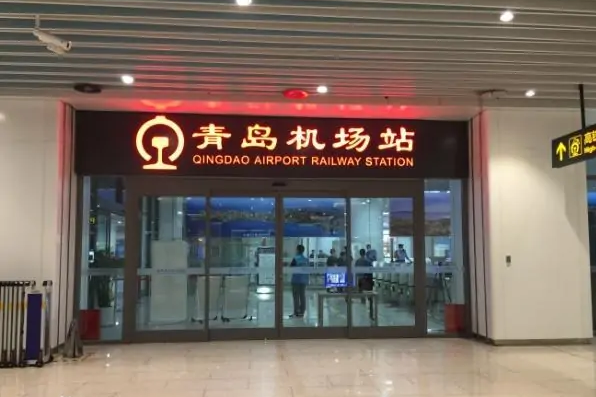 青岛机场站
QINGDAO AIRPORT RAILWAY STATION